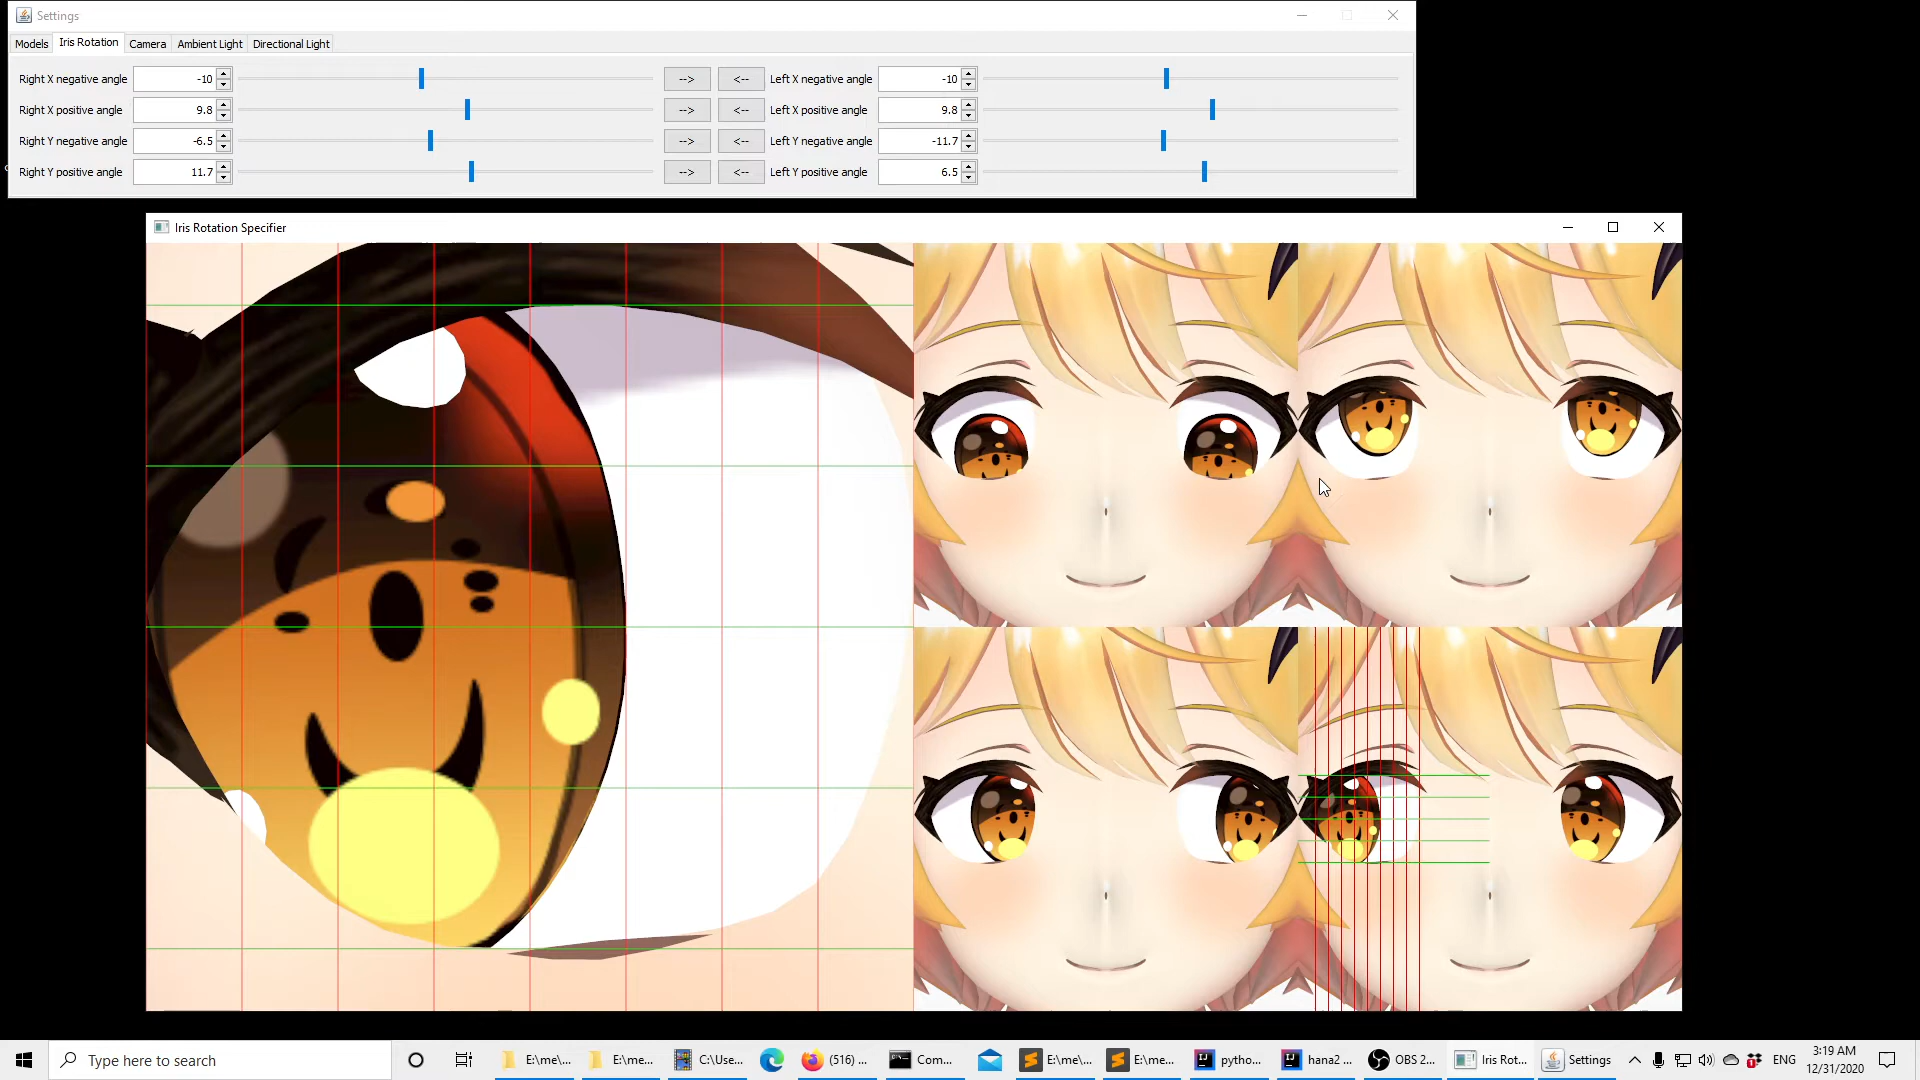 Settings
Models Iris Rotation Camera Ambient Light Directional Light
Right X negative angle -10 --> <-- Left X negative angle -10
Right X positive angle 9.8 --> <-- Left X positive angle 9.8
Right Y negative angle -6.5 --> <-- Left Y negative angle -11.7
Right Y positive angle 11.7 --> <-- Left Y positive angle 6.5
Iris Rotation Specifier
Type here to search E:\me\... E:\me... C:\Use... (516) ... Com... E:\me\... E:\me... pytho... hana2 ... OBS 2... Iris Rot... Settings ENG 3:19 AM
12/31/2020